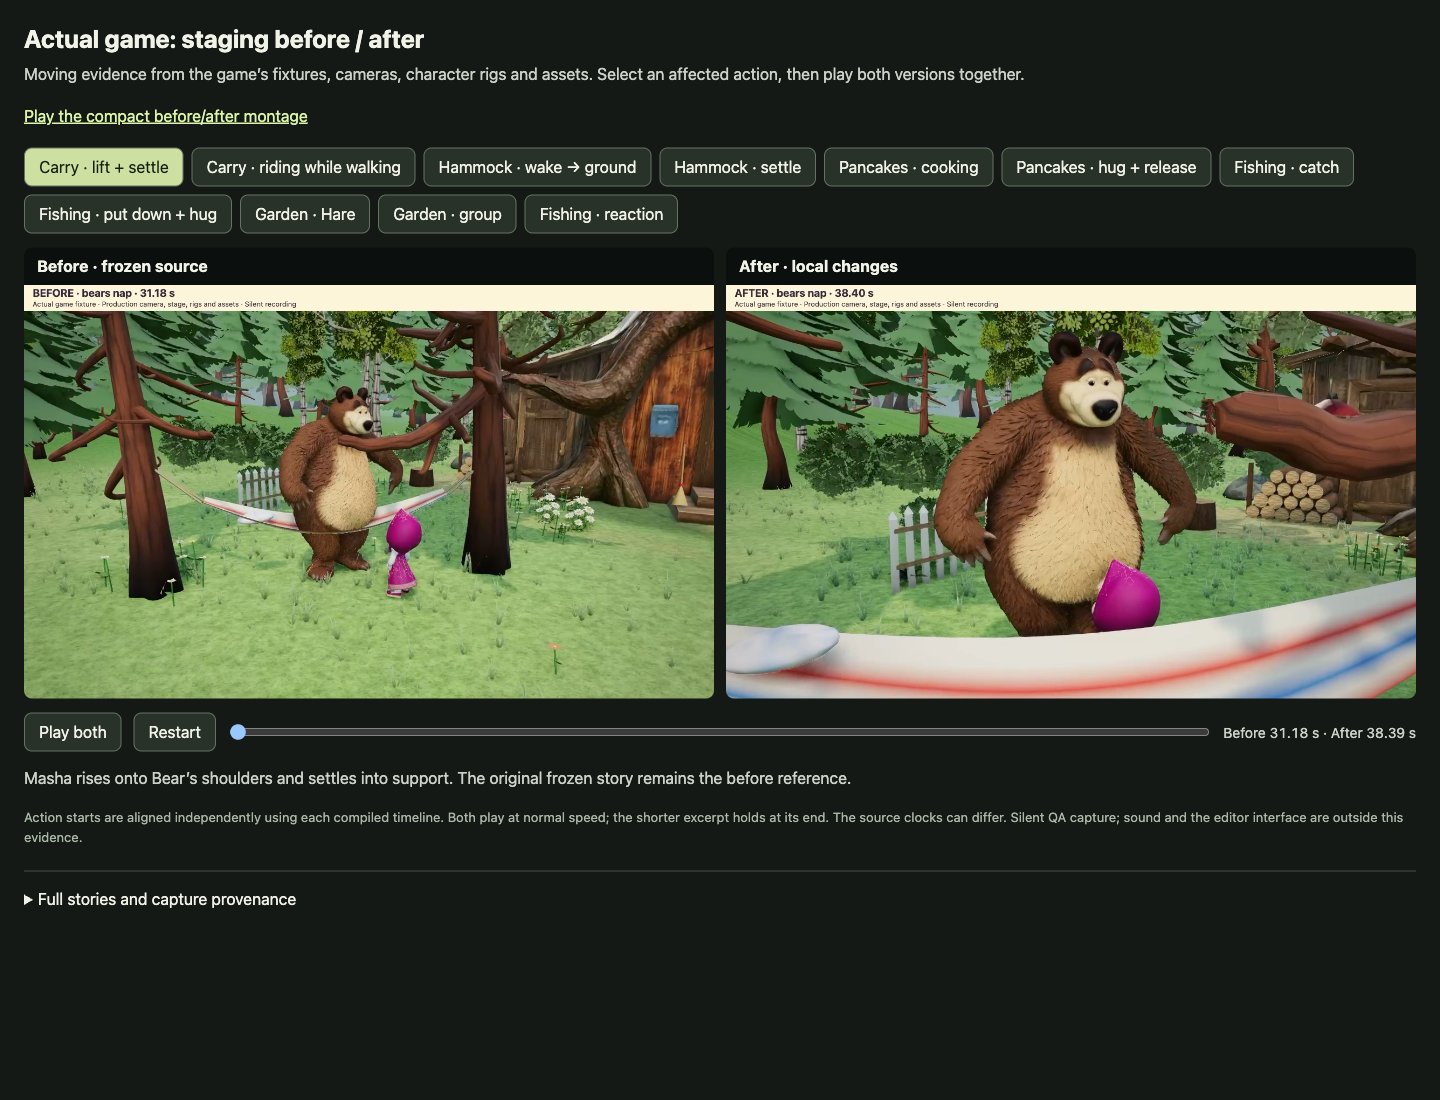 Actual game: staging before / after
Moving evidence from the game’s fixtures, cameras, character rigs and assets. Select an affected action, then play both versions together.
Play the compact before/after montage
Carry · lift + settle
Carry · riding while walking
Hammock · wake → ground
Hammock · settle
Pancakes · cooking
Pancakes · hug + release
Fishing · catch
Fishing · put down + hug
Garden · Hare
Garden · group
Fishing · reaction
Before · frozen source
BEFORE · bears nap · 31.18 s
Actual game fixture · Production camera, stage, rigs and assets · Silent recording
After · local changes
AFTER · bears nap · 38.40 s
Actual game fixture · Production camera, stage, rigs and assets · Silent recording
Play both
Restart
Before 31.18 s · After 38.39 s
Masha rises onto Bear’s shoulders and settles into support. The original frozen story remains the before reference.
Action starts are aligned independently using each compiled timeline. Both play at normal speed; the shorter excerpt holds at its end. The source clocks can differ. Silent QA capture; sound and the editor interface are outside this
evidence.
Full stories and capture provenance